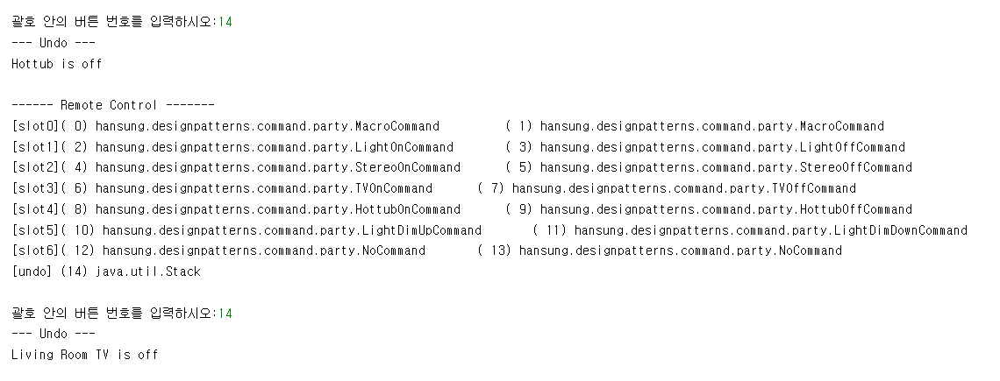 괄호 안의 버튼 번호를 입력하시오:14
--- Undo ---
Hottub is off
------ Remote Control -------
[slot0]( 0) hansung.designpatterns.command.party.MacroCommand ( 1) hansung.designpatterns.command.party.MacroCommand
[slot1]( 2) hansung.designpatterns.command.party.LightOnCommand ( 3) hansung.designpatterns.command.party.LightOffCommand
[slot2]( 4) hansung.designpatterns.command.party.StereoOnCommand ( 5) hansung.designpatterns.command.party.StereoOffCommand
[slot3]( 6) hansung.designpatterns.command.party.TVOnCommand ( 7) hansung.designpatterns.command.party.TVOffCommand
[slot4]( 8) hansung.designpatterns.command.party.HottubOnCommand ( 9) hansung.designpatterns.command.party.HottubOffCommand
[slot5]( 10) hansung.designpatterns.command.party.LightDimUpCommand ( 11) hansung.designpatterns.command.party.LightDimDownCommand
[slot6]( 12) hansung.designpatterns.command.party.NoCommand ( 13) hansung.designpatterns.command.party.NoCommand
[undo] (14) java.util.Stack
괄호 안의 버튼 번호를 입력하시오:14
--- Undo ---
Living Room TV is off